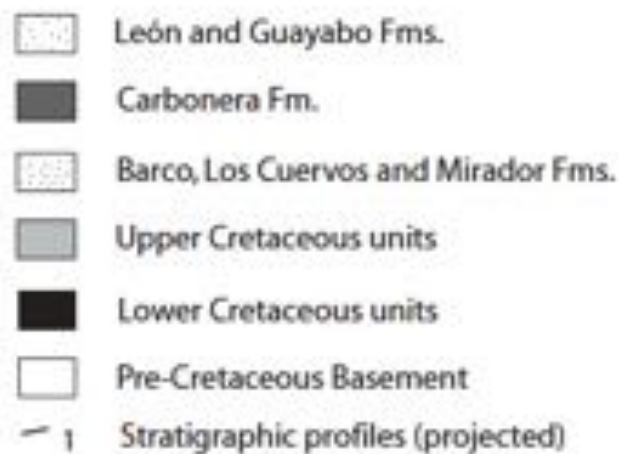 León and Guayabo Fms.
Carbonera Fm.
Barco, Los Cuervos and Mirador Fms.
Upper Cretaceous units
Lower Cretaceous units
Pre-Cretaceous Basement
1 Stratigraphic profiles (projected)